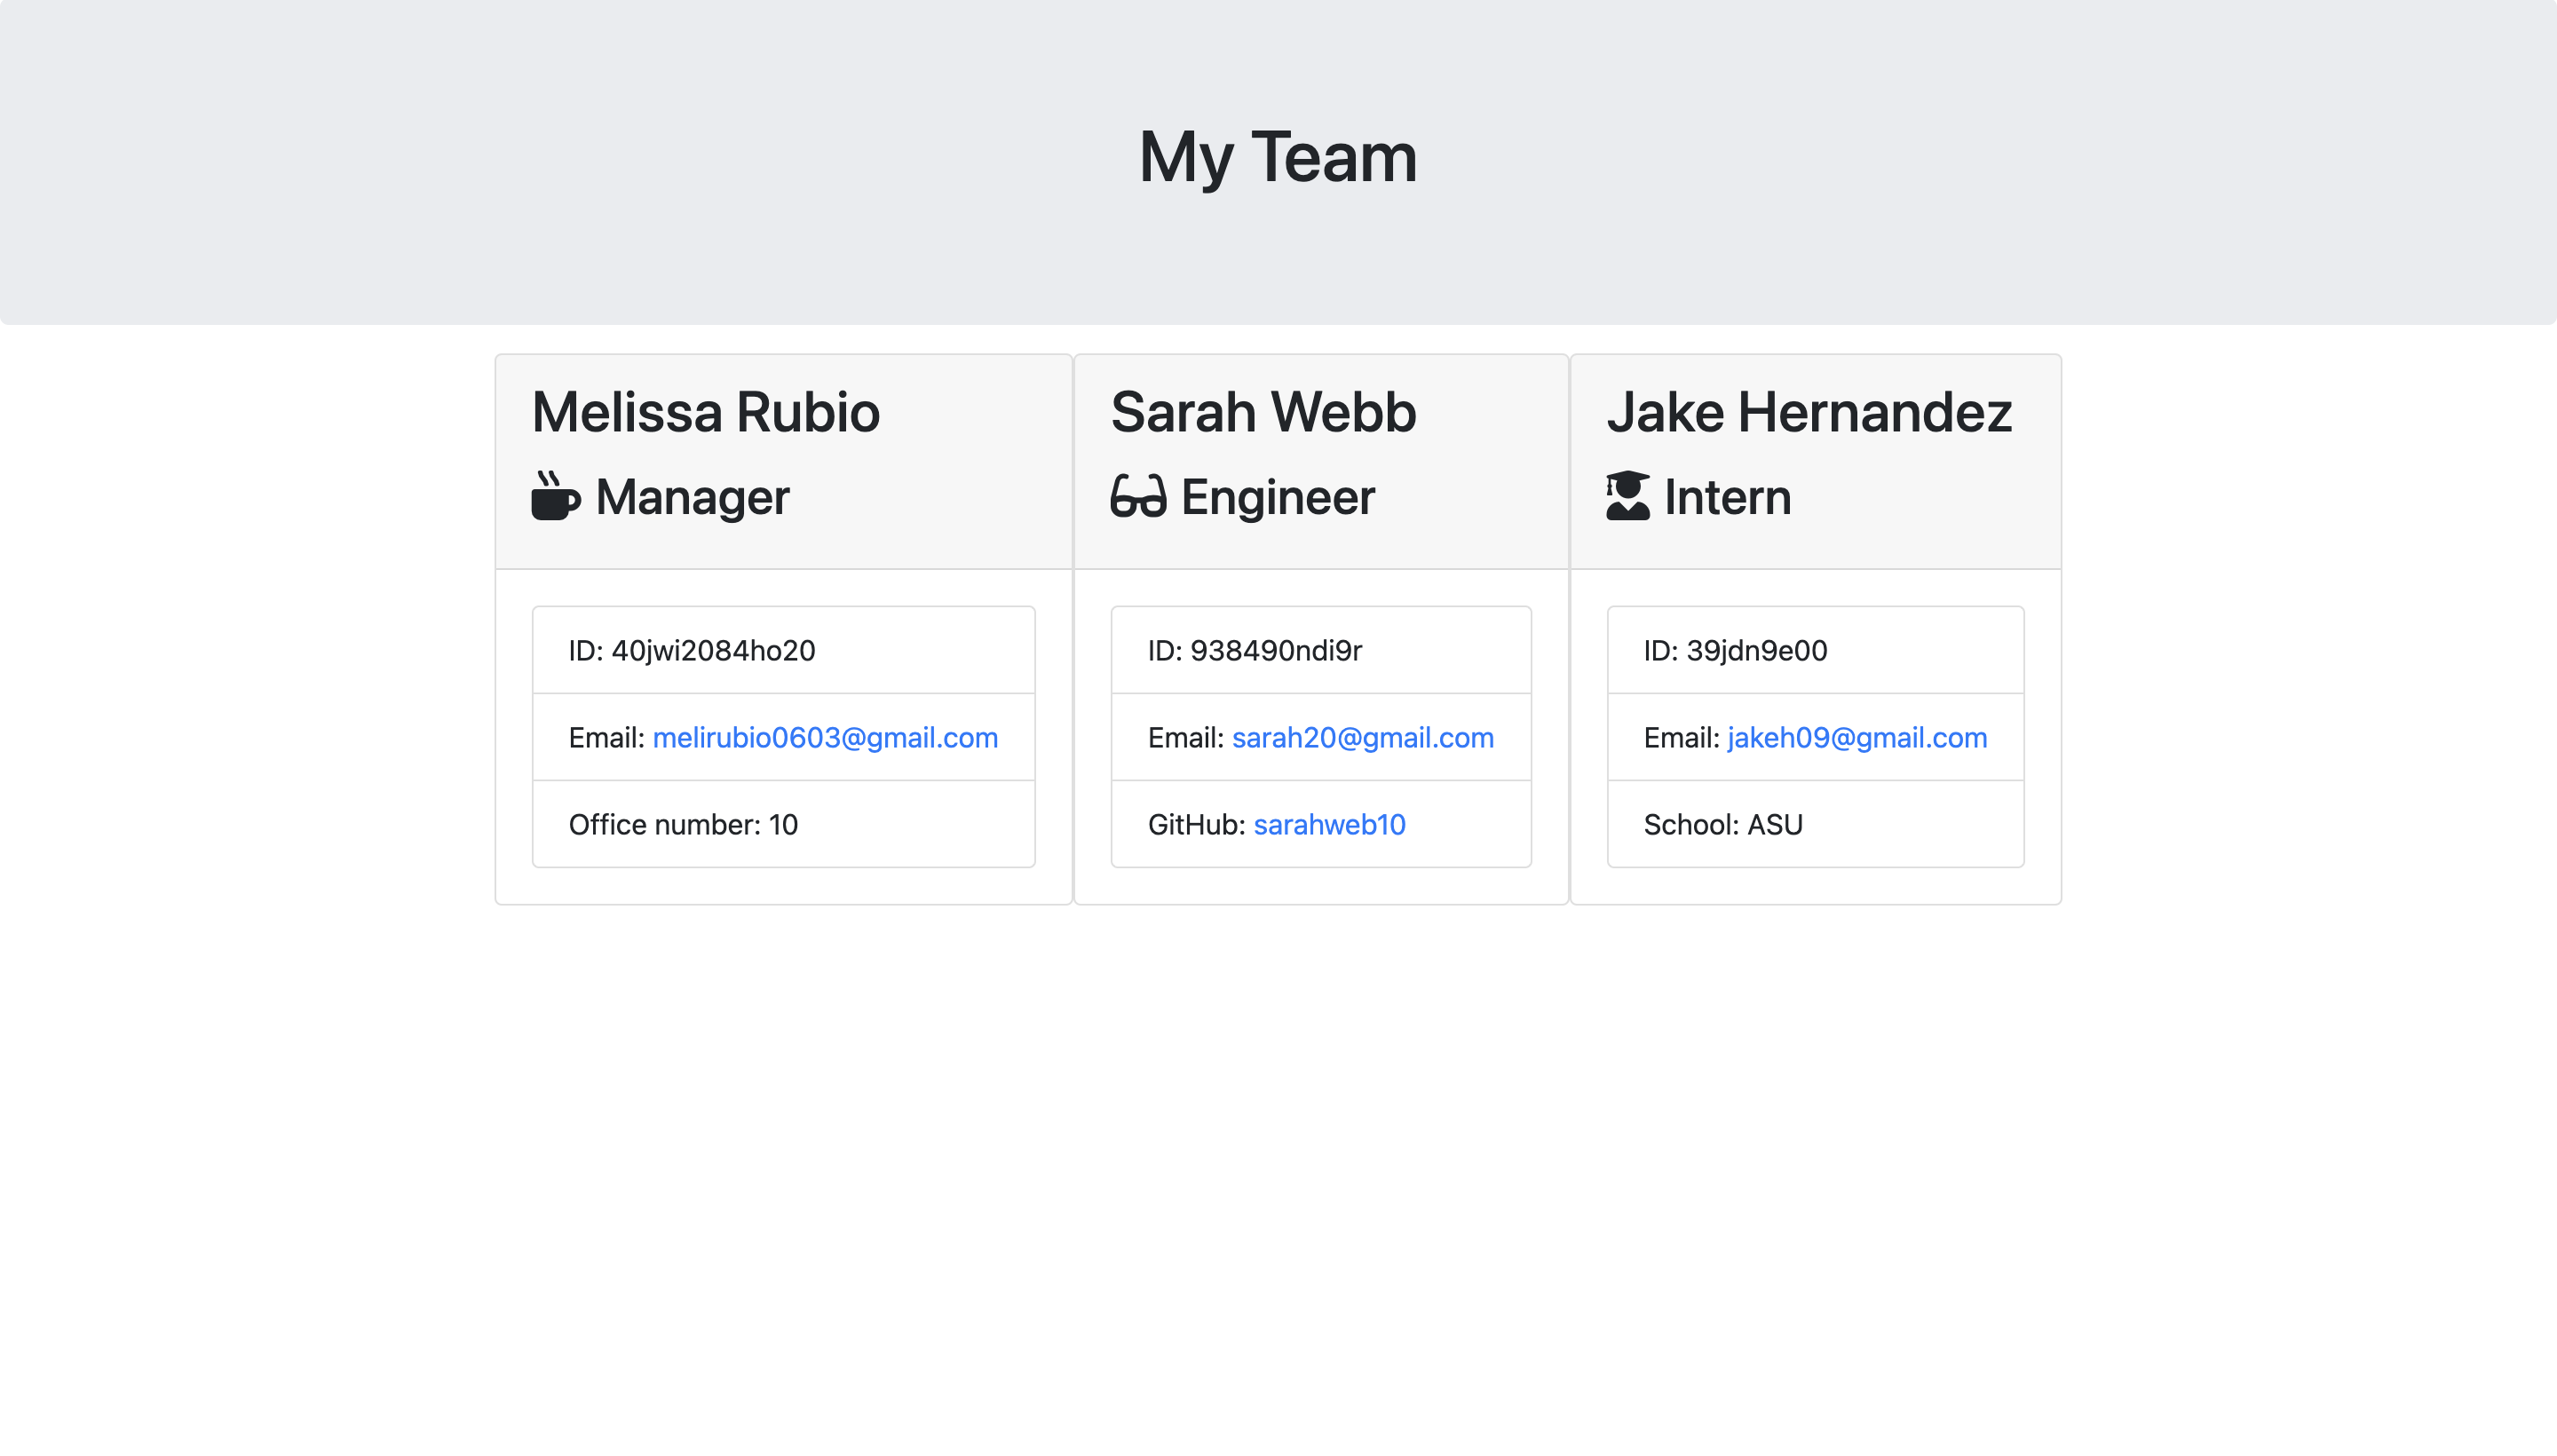 My Team
Melissa Rubio
Manager
ID: 40jwi2084ho20
Email: melirubio0603@gmail.com
Office number: 10
Sarah Webb
Engineer
ID: 938490ndi9r
Email: sarah20@gmail.com
GitHub: sarahweb10
Jake Hernandez
Intern
ID: 39jdn9e00
Email: jakeh09@gmail.com
School: ASU